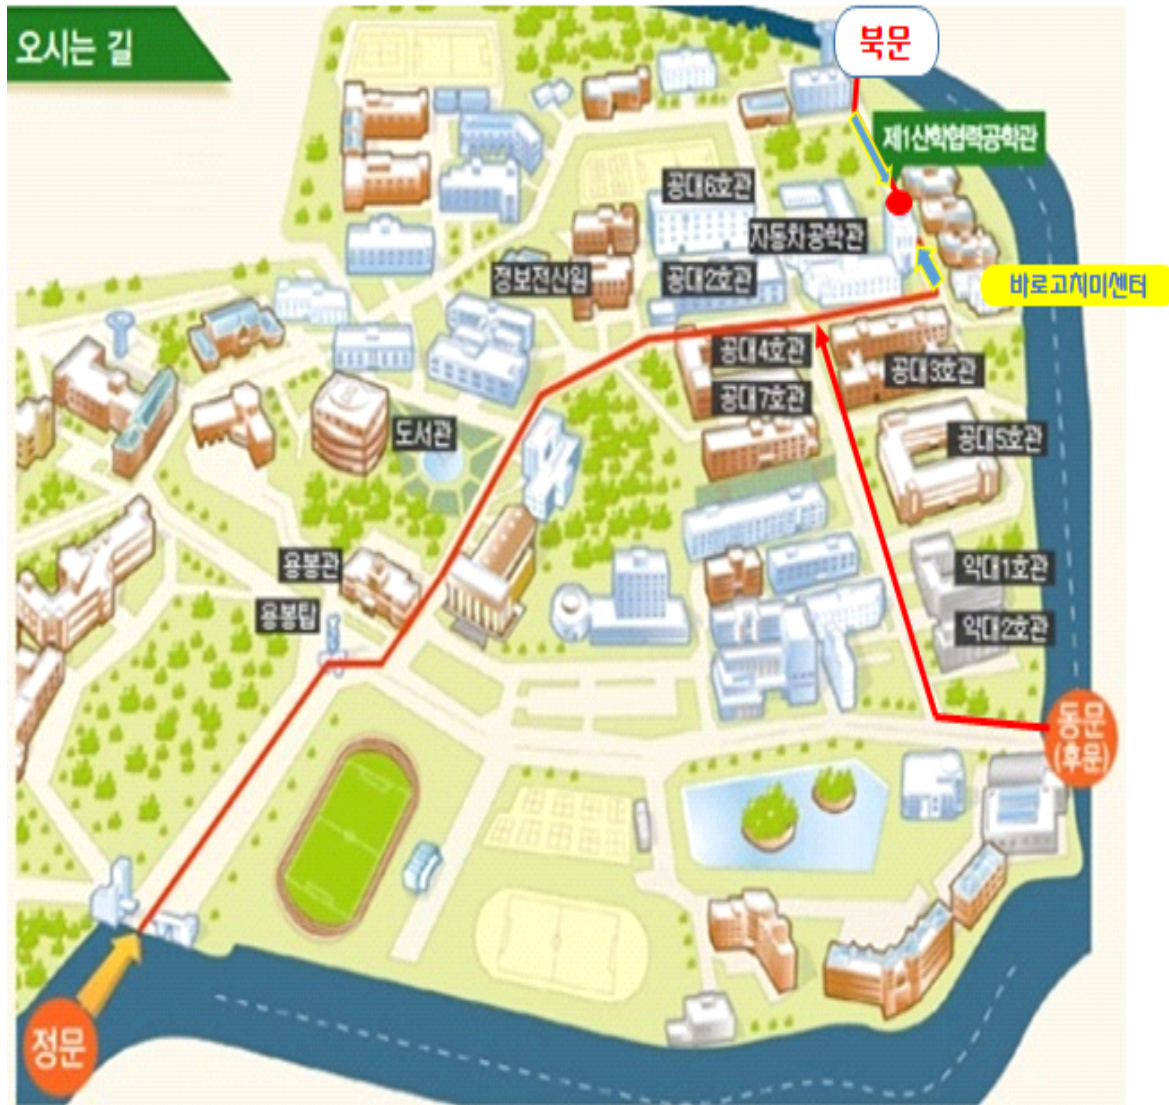 오시는 길
북문
제1산학협력공학관
공대6호관
자동차공학관
정보전산원
공대2호관
바로고치미센터
공대4호관
공대3호관
공대7호관
도서관
공대5호관
용봉관
약대1호관
용봉탑
약대2호관
동문
(후문)
정문